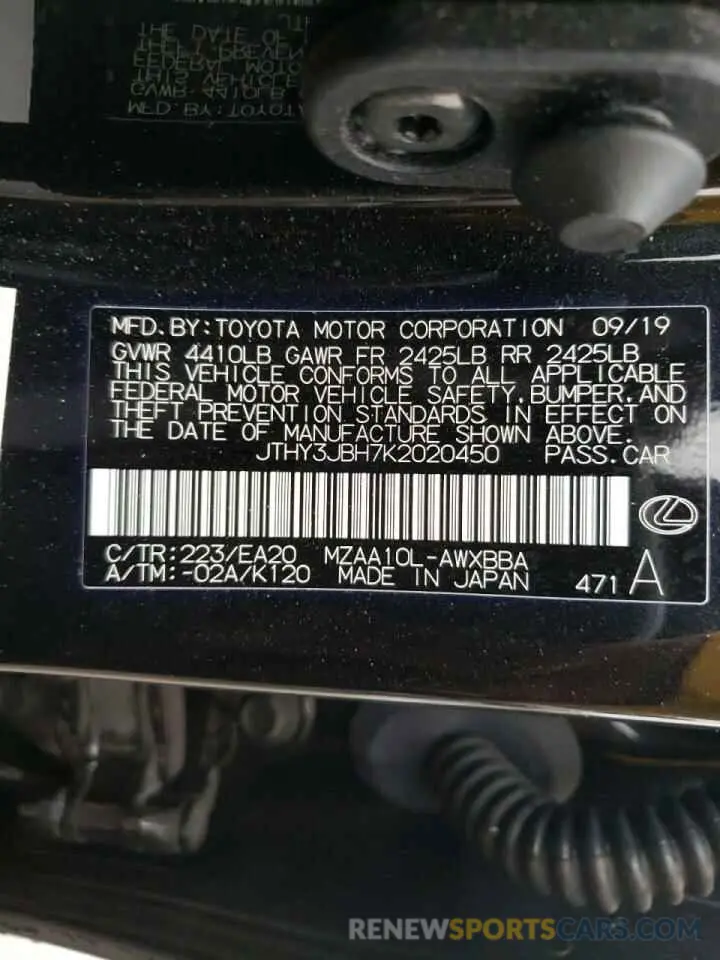 MFD.BY:TOYOTA MOTOR CORPORATION 09/19
GVWR 4410LB GAWR FR 2425LB RR 2425LB
THIS VEHICLE CONFORMS TO ALL APPLICABLE
FEDERAL MOTOR VEHICLE SAFETY.BUMPER.AND
THEFT PREVENTION STANDARDS IN EFFECT ON
THE DATE OF MANUFACTURE SHOWN ABOVE.
JTHY3JBH7K2020450 PASS.CAR
C/TR:223/EA20 MZAA10L-AWXBBA
A/TM:-02A/K120 MADE IN JAPAN 471 A
RENEWSPORTSCAR.COM